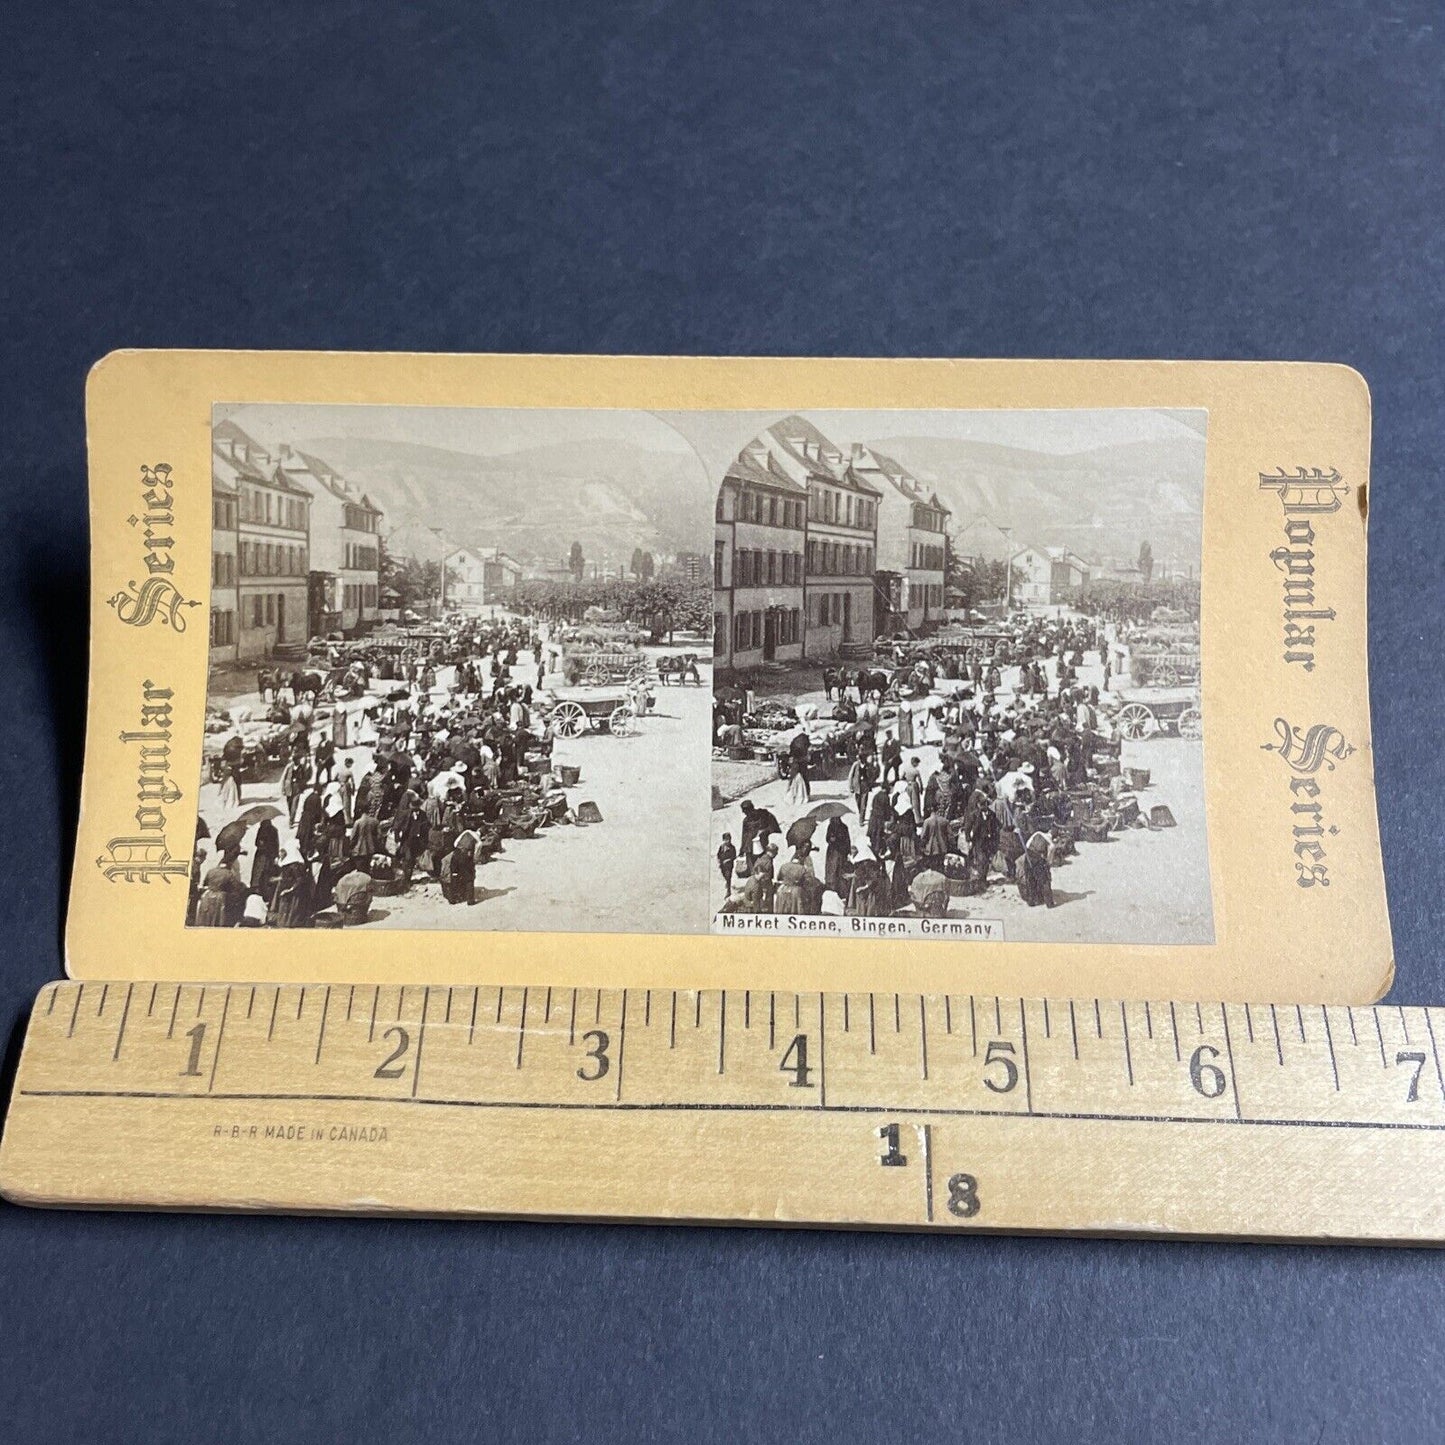 Popular Series
Popular Series
Market Scene, Bingen, Germany.
1 2 3 4 5 6 7
R-B-R MADE IN CANADA
1
8